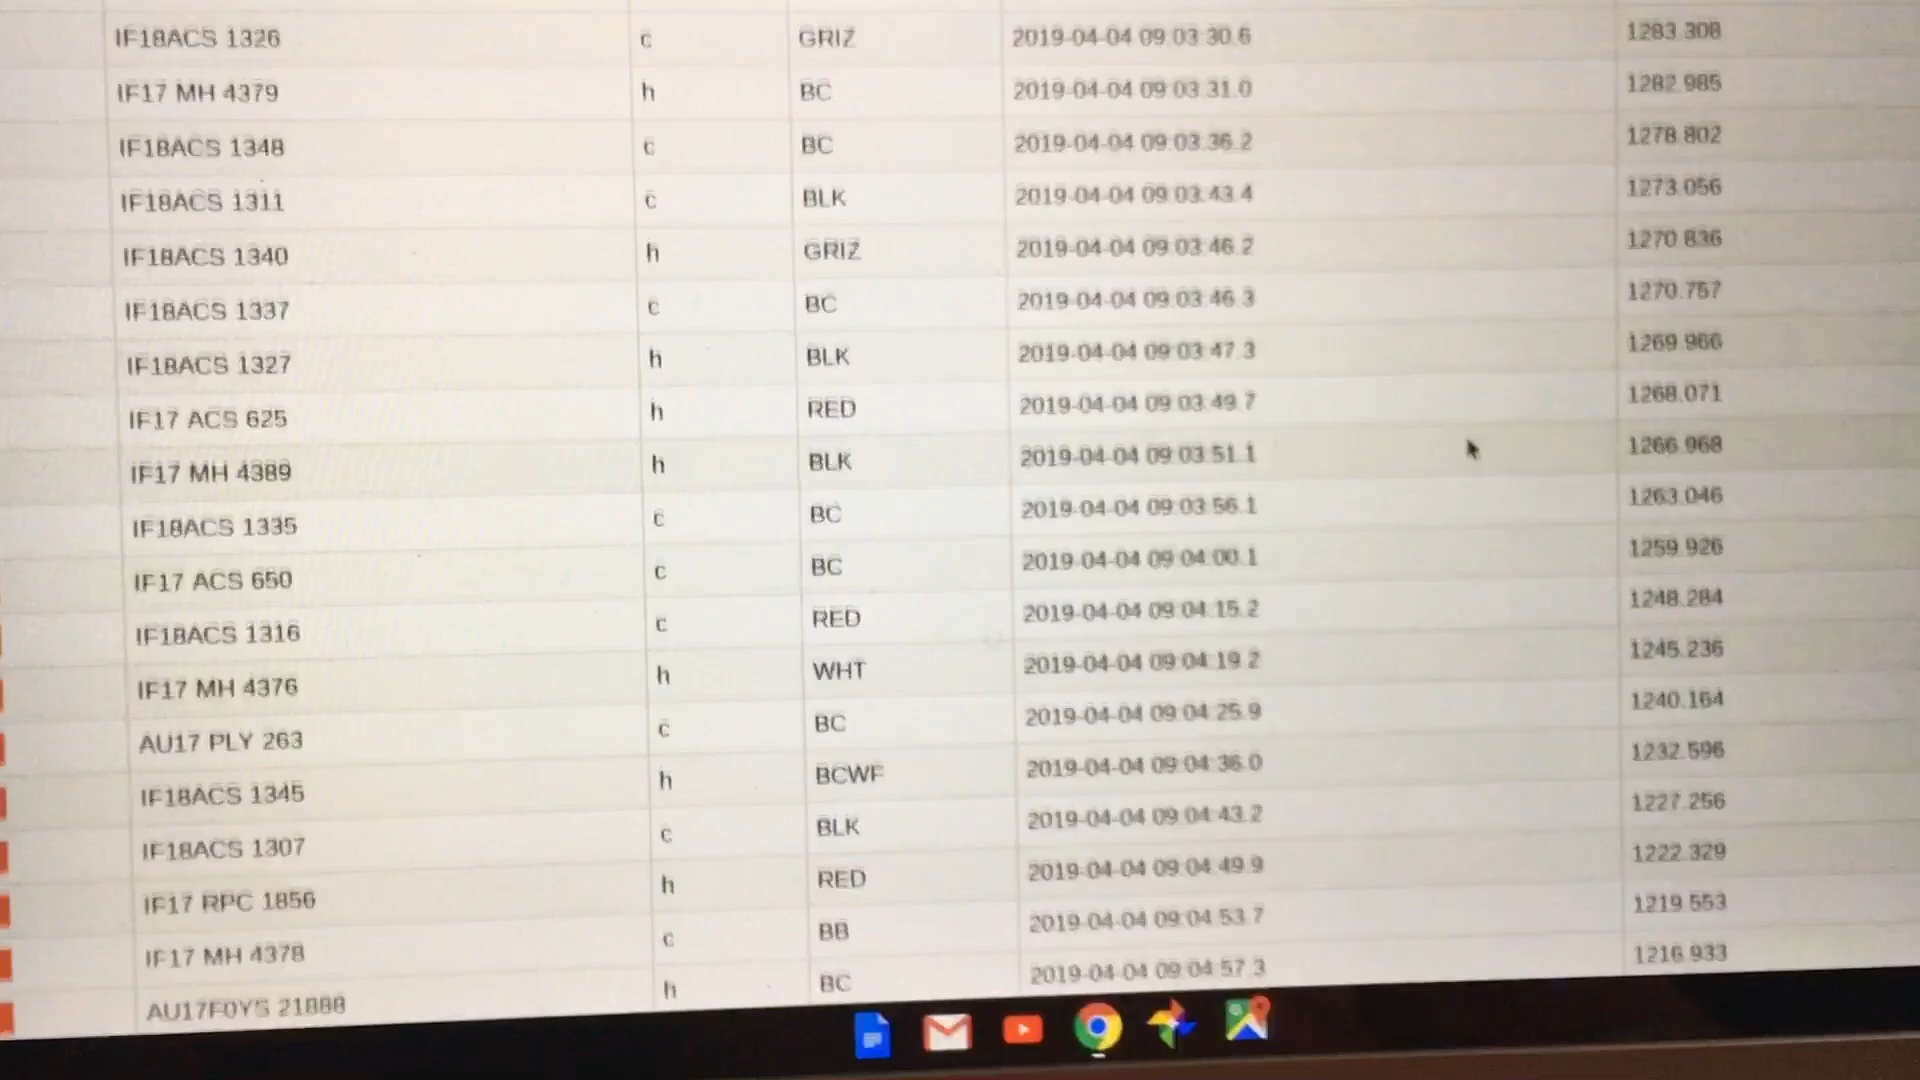 IF18ACS 1326 c GRIZ 2019-04-04 09:03:30.6 1283.308
IF17 MH 4379 h BC 2019-04-04 09:03:31.0 1282.985
IF18ACS 1348 c BC 2019-04-04 09:03:36.2 1278.802
IF18ACS 1311 c BLK 2019-04-04 09:03:43.4 1273.056
IF18ACS 1340 h GRIZ 2019-04-04 09:03:46.2 1270.836
IF18ACS 1337 c BC 2019-04-04 09:03:46.3 1270.757
IF18ACS 1327 h BLK 2019-04-04 09:03:47.3 1269.966
IF17 ACS 625 h RED 2019-04-04 09:03:49.7 1268.071
IF17 MH 4389 h BLK 2019-04-04 09:03:51.1 1266.968
IF18ACS 1335 c BC 2019-04-04 09:03:56.1 1263.046
IF17 ACS 650 c BC 2019-04-04 09:04:00.1 1259.926
IF18ACS 1316 c RED 2019-04-04 09:04:15.2 1248.284
IF17 MH 4376 h WHT 2019-04-04 09:04:19.2 1245.236
AU17 PLY 263 c BC 2019-04-04 09:04:25.9 1240.164
IF18ACS 1345 h BCWF 2019-04-04 09:04:36.0 1232.596
IF18ACS 1307 c BLK 2019-04-04 09:04:43.2 1227.256
IF17 RPC 1856 h RED 2019-04-04 09:04:49.9 1222.329
IF17 MH 4378 c BB 2019-04-04 09:04:53.7 1219.553
AU17FOYS 21888 h BC 2019-04-04 09:04:57.3 1216.933